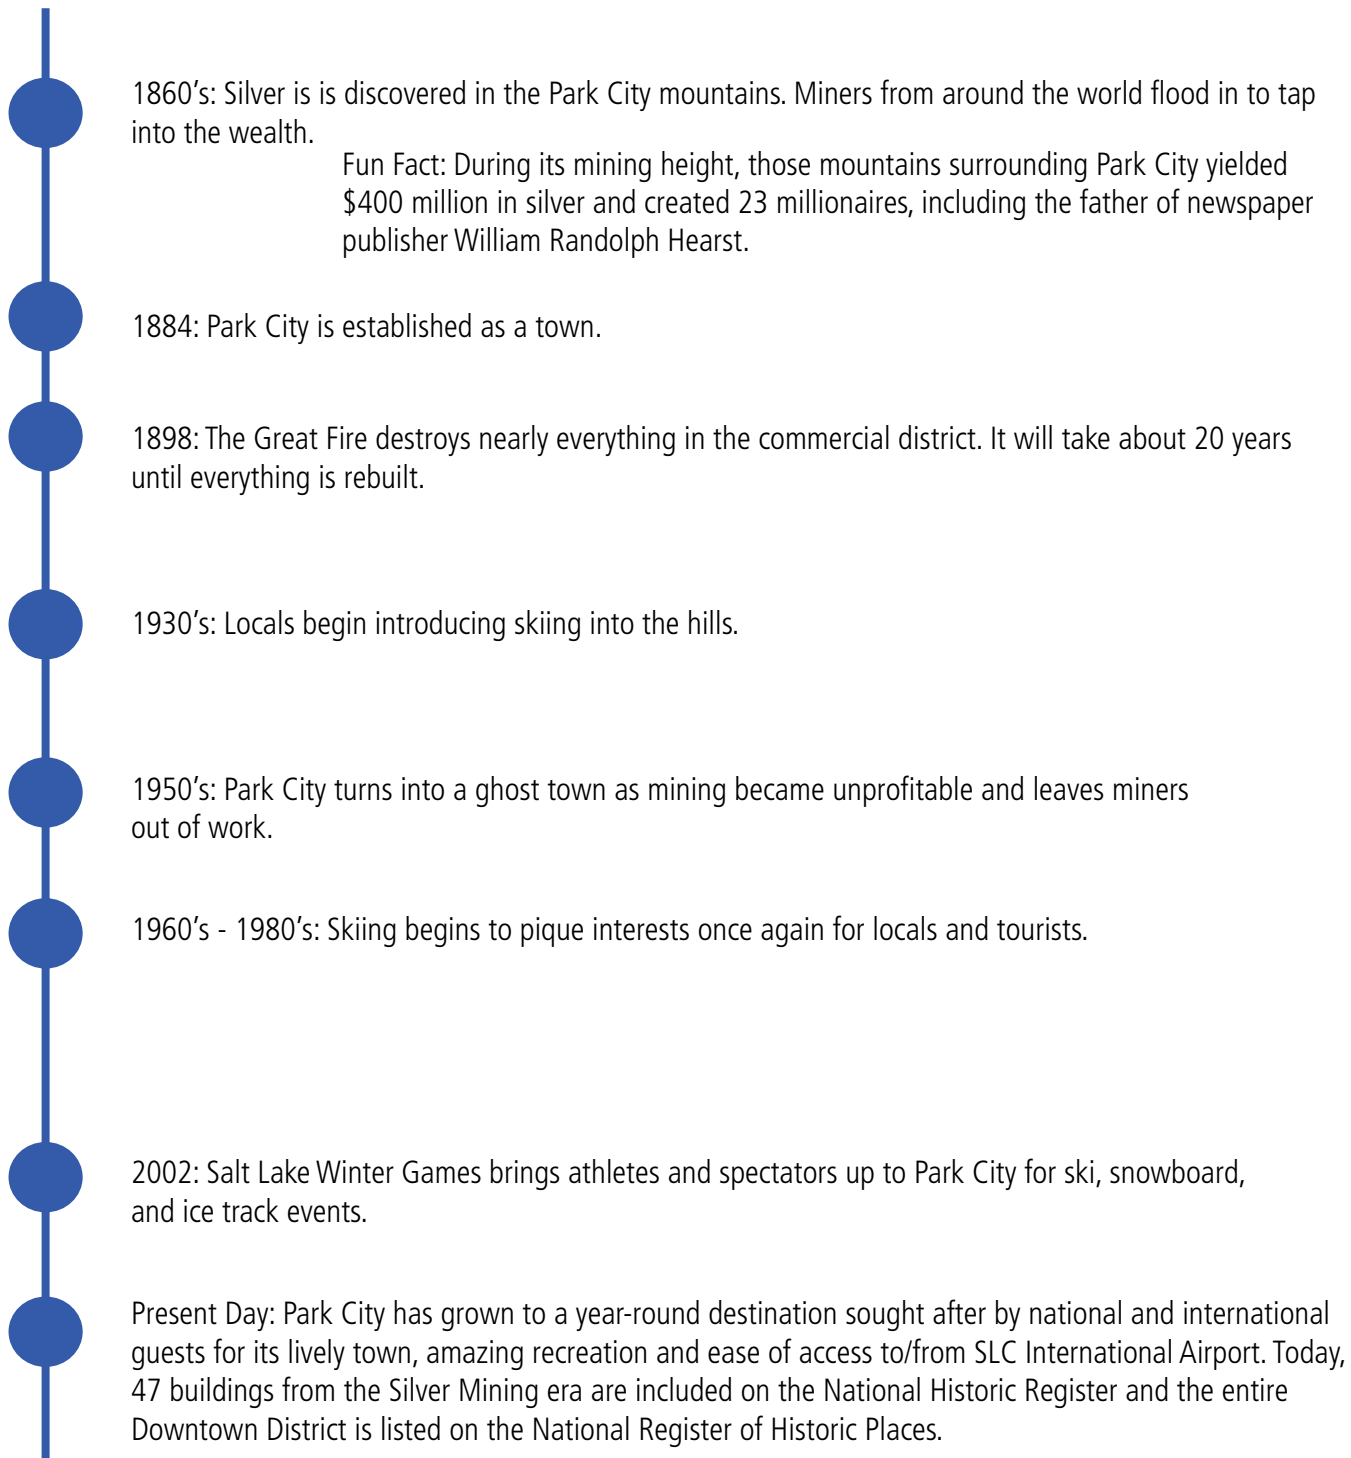 1860’s: Silver is is discovered in the Park City mountains. Miners from around the world flood in to tap
into the wealth.
Fun Fact: During its mining height, those mountains surrounding Park City yielded
$400 million in silver and created 23 millionaires, including the father of newspaper
publisher William Randolph Hearst.
1884: Park City is established as a town.
1898: The Great Fire destroys nearly everything in the commercial district. It will take about 20 years
until everything is rebuilt.
1930’s: Locals begin introducing skiing into the hills.
1950’s: Park City turns into a ghost town as mining became unprofitable and leaves miners
out of work.
1960’s - 1980’s: Skiing begins to pique interests once again for locals and tourists.
2002: Salt Lake Winter Games brings athletes and spectators up to Park City for ski, snowboard,
and ice track events.
Present Day: Park City has grown to a year-round destination sought after by national and international
guests for its lively town, amazing recreation and ease of access to/from SLC International Airport. Today,
47 buildings from the Silver Mining era are included on the National Historic Register and the entire
Downtown District is listed on the National Register of Historic Places.